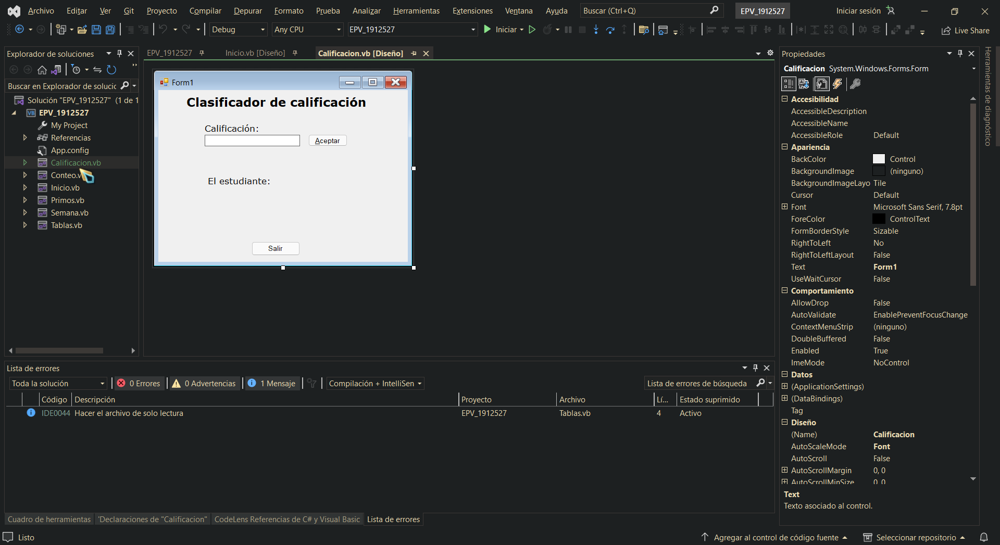 Archivo Editar Ver Git Proyecto Compilar Depurar Formato Prueba Analizar Herramientas Extensiones Ventana Ayuda Buscar (Ctrl+Q) EPV_1912527 Iniciar sesión
Debug Any CPU EPV_1912527 Iniciar Live Share
Explorador de soluciones
Buscar en Explorador de solucic
Solución "EPV_1912527" (1 de 1
VB EPV_1912527
My Project
Referencias
App.config
Calificacion.vb
Conteo.v
Inicio.vb
Primos.vb
Semana.vb
Tablas.vb
EPV_1912527 Inicio.vb [Diseño] Calificacion.vb [Diseño]
Form1
Clasificador de calificación
Calificación:
Aceptar
El estudiante:
Salir
Propiedades
Calificacion System.Windows.Forms.Form
Accesibilidad
AccessibleDescription
AccessibleName
AccessibleRole Default
Apariencia
BackColor Control
BackgroundImage (ninguno)
BackgroundImageLayo Tile
Cursor Default
Font Microsoft Sans Serif, 7.8pt
ForeColor ControlText
FormBorderStyle Sizable
RightToLeft No
RightToLeftLayout False
Text Form1
UseWaitCursor False
Comportamiento
AllowDrop False
AutoValidate EnablePreventFocusChange
ContextMenuStrip (ninguno)
DoubleBuffered False
Enabled True
ImeMode NoControl
Datos
(ApplicationSettings)
(DataBindings)
Tag
Diseño
(Name) Calificacion
AutoScaleMode Font
AutoScroll False
AutoScrollMargin 0, 0
AutoScrollMinSize 0, 0
Text
Texto asociado al control.
Herramientas de diagnóstico
Lista de errores
Toda la solución 0 Errores 0 Advertencias 1 Mensaje Compilación + IntelliSen Lista de errores de búsqueda
Código Descripción Proyecto Archivo Lí... Estado suprimido
IDE0044 Hacer el archivo de solo lectura EPV_1912527 Tablas.vb 4 Activo
Cuadro de herramientas 'Declaraciones de "Calificacion" CodeLens Referencias de C# y Visual Basic Lista de errores
Listo Agregar al control de código fuente Seleccionar repositorio